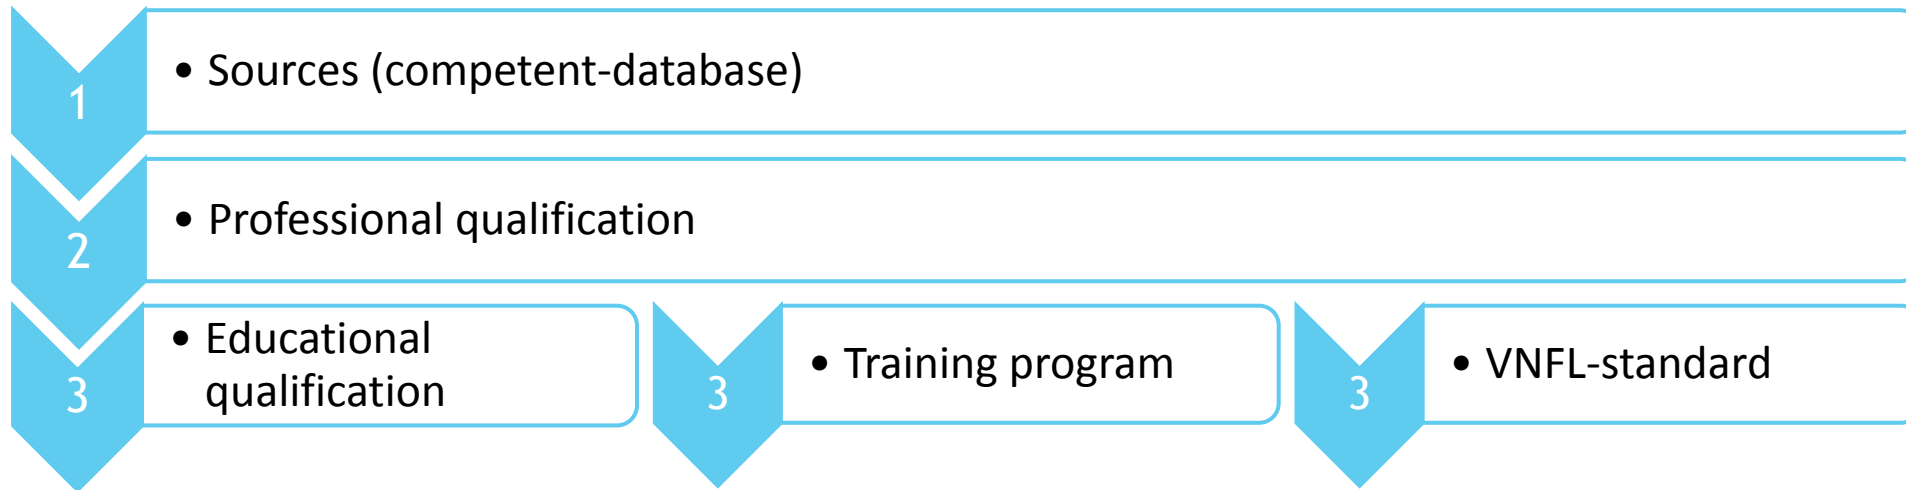 1
• Sources (competent-database)
2
• Professional qualification
3
• Educational
qualification
3
• Training program
3
• VNFL-standard